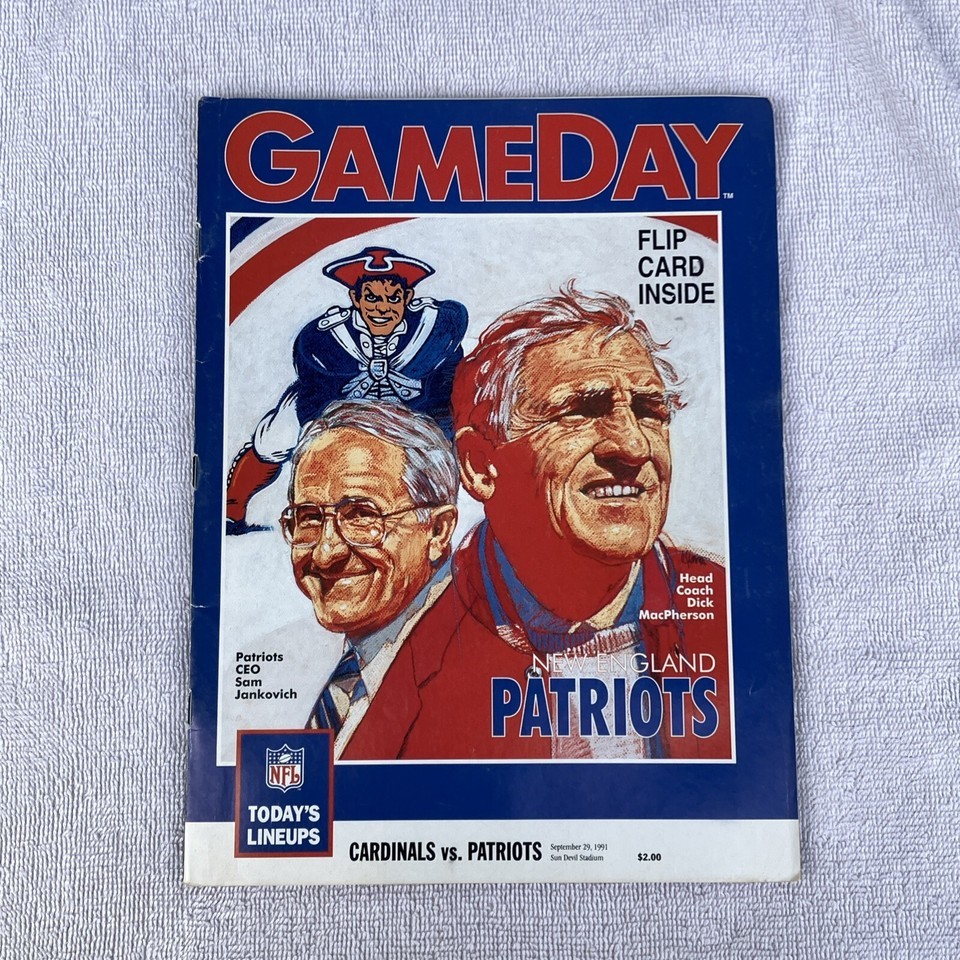 GAMEDAY™
FLIP
CARD
INSIDE
Head
Coach
Dick
MacPherson
Patriots
CEO
Sam
Jankovich
NEW ENGLAND
PATRIOTS
NFL
TODAY'S
LINEUPS
CARDINALS vs. PATRIOTS
September 29, 1991
Sun Devil Stadium
$2.00